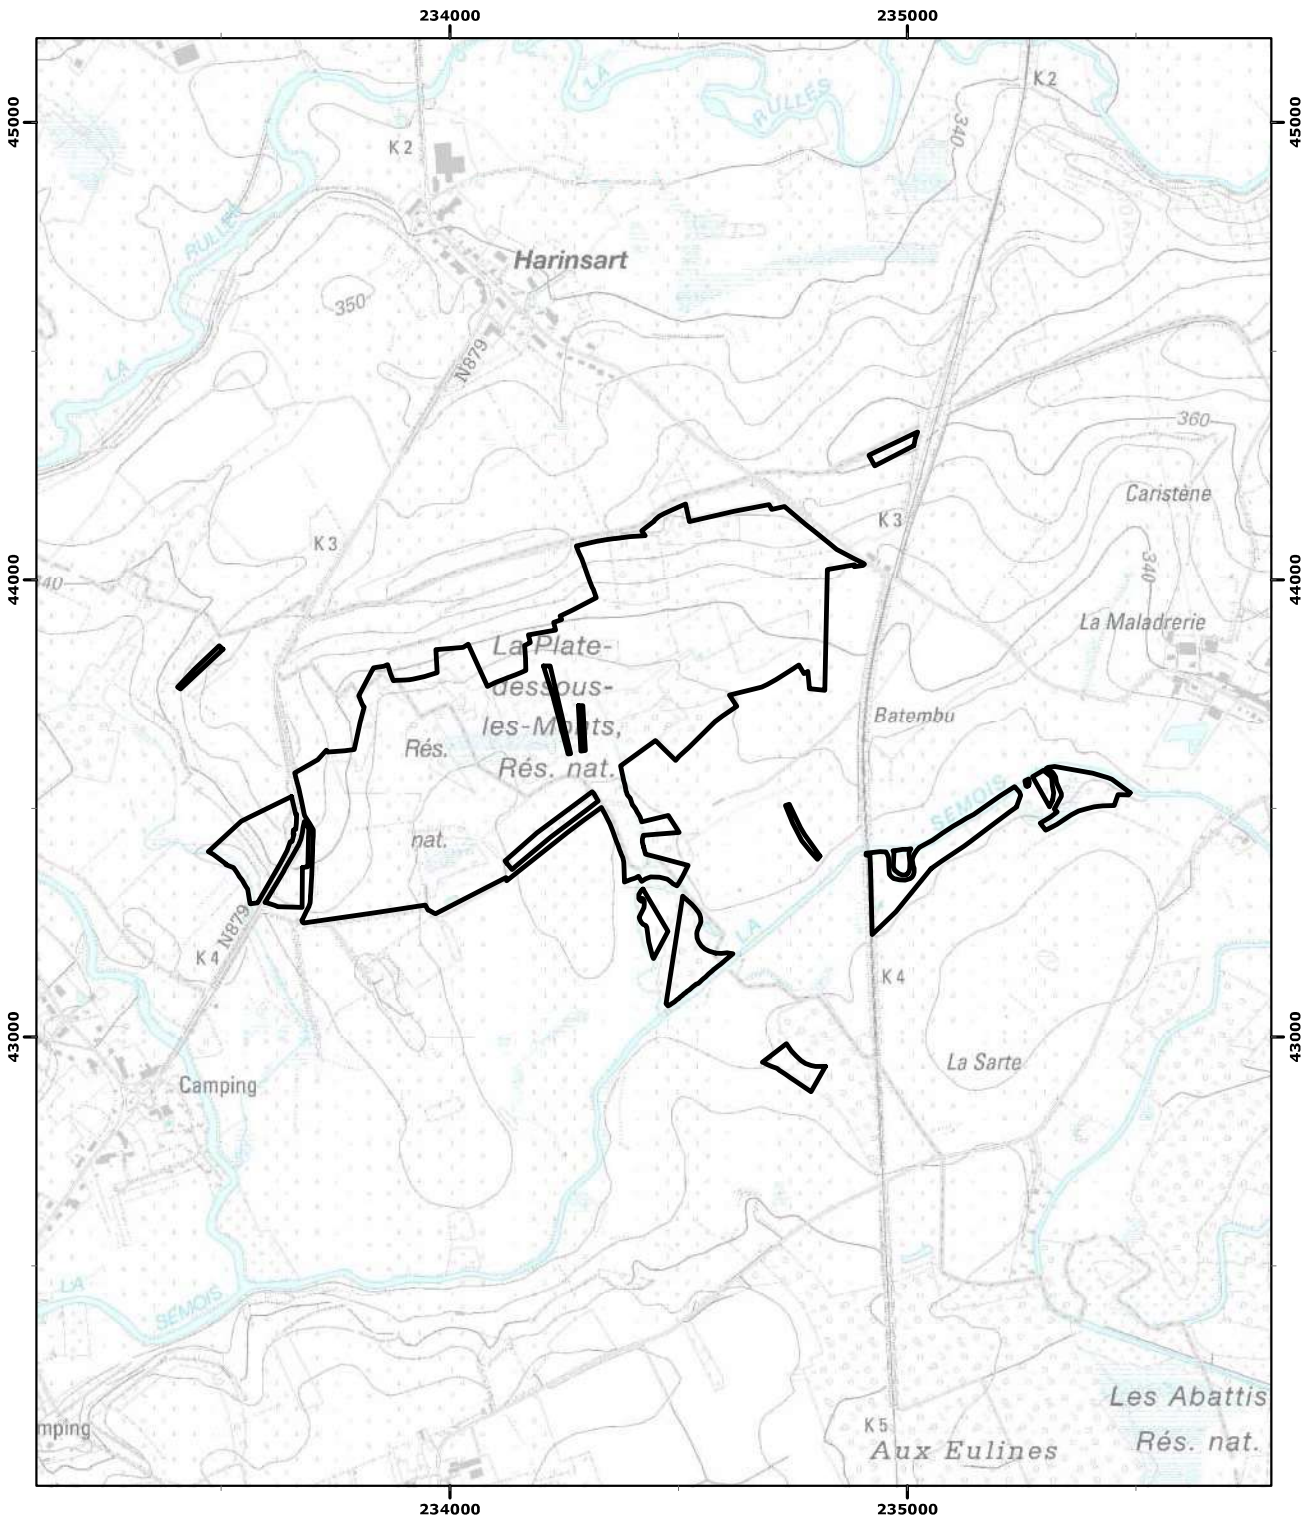 234000
235000
45000
45000
K 2
LA
RULLES
K 2
340
RULLES
Harinsart
350
N879
LA
360
Caristène
K 3
K 3
44000
44000
340
La Maladrerie
La Plate-
dessous-
les-Monts,
Rés. nat.
Rés.
nat.
Batembu
SEMOIS
N879
K 4
LA
K 4
43000
43000
La Sarte
Camping
LA
SEMOIS
Les Abattis
Rés. nat.
mping
K 5
Aux Eulines
234000
235000